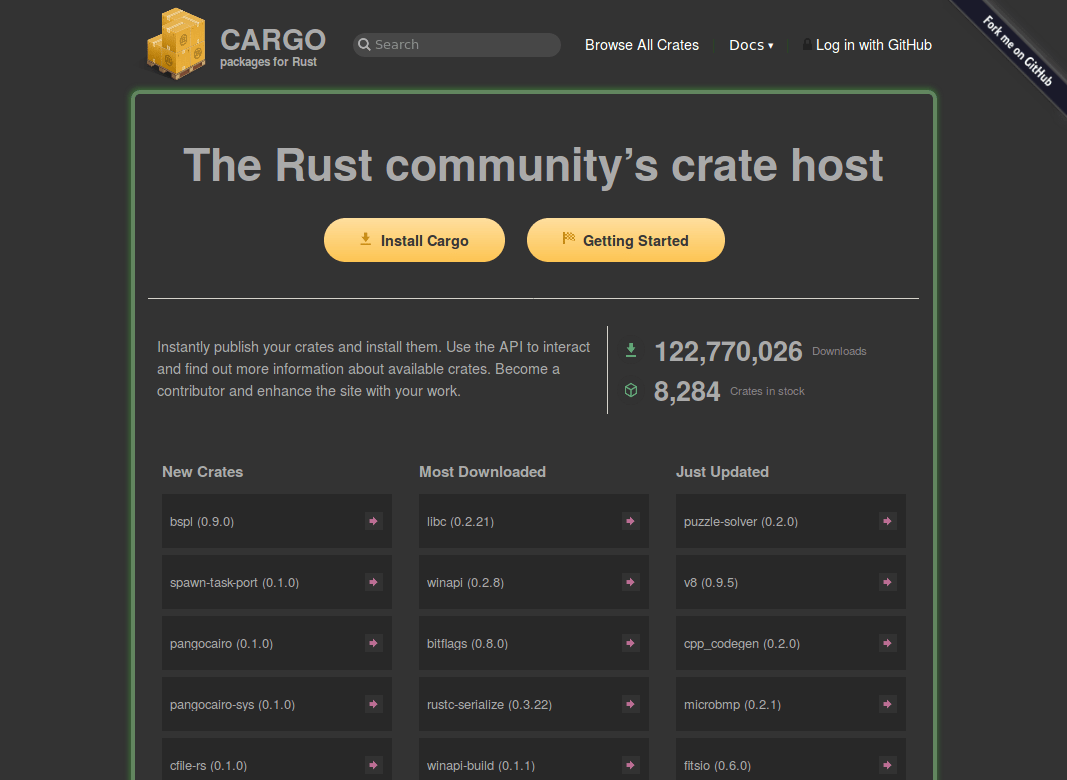 CARGO
packages for Rust
Search
Browse All Crates
Docs ▾
Log in with GitHub
Fork me on GitHub
The Rust community’s crate host
Install Cargo
Getting Started
Instantly publish your crates and install them. Use the API to interact
and find out more information about available crates. Become a
contributor and enhance the site with your work.
122,770,026 Downloads
8,284 Crates in stock
New Crates
bspl (0.9.0)
spawn-task-port (0.1.0)
pangocairo (0.1.0)
pangocairo-sys (0.1.0)
cfile-rs (0.1.0)
Most Downloaded
libc (0.2.21)
winapi (0.2.8)
bitflags (0.8.0)
rustc-serialize (0.3.22)
winapi-build (0.1.1)
Just Updated
puzzle-solver (0.2.0)
v8 (0.9.5)
cpp_codegen (0.2.0)
microbmp (0.2.1)
fitsio (0.6.0)